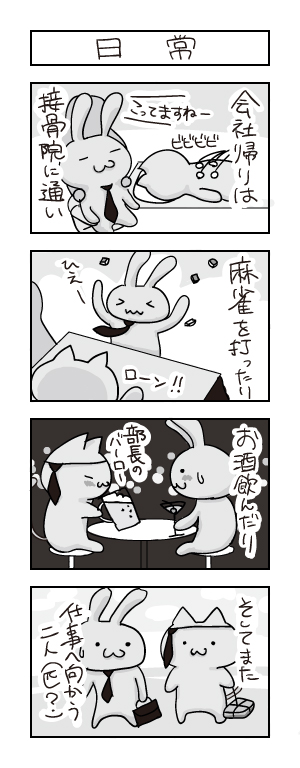 日常
会社帰りは
ビビビビ
こってますねー
接骨院に通い
麻雀を打ったり
ひえー
ローン!!
お酒飲んだり
部長の
バーロー
そしてまた
仕事へ向かう
二人(匹?)